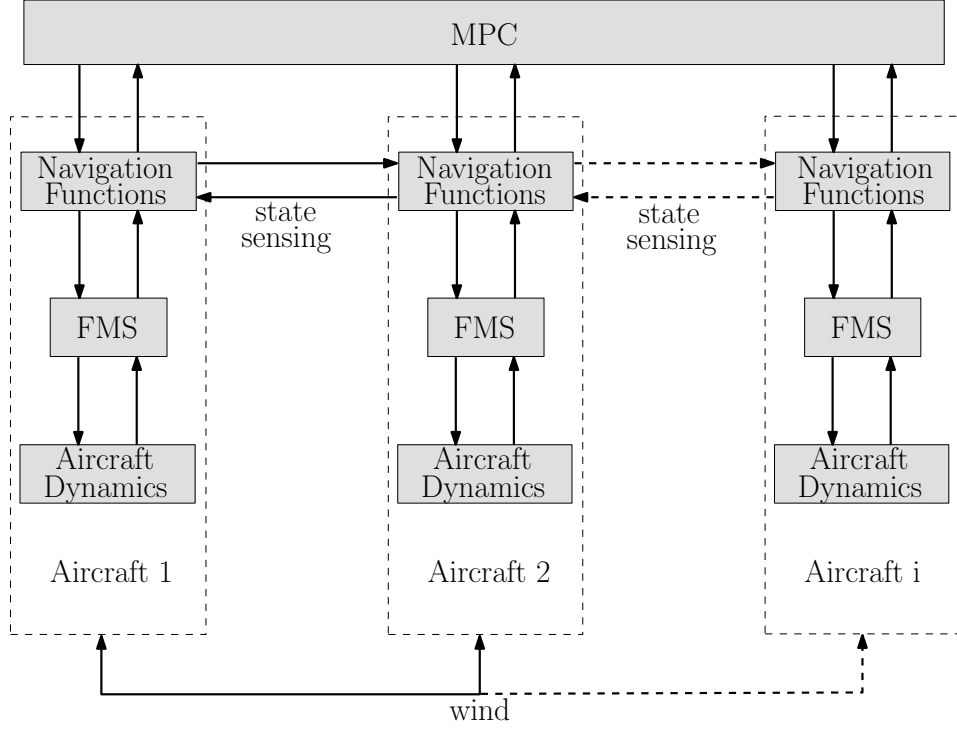 MPC
Navigation
Functions
Navigation
Functions
Navigation
Functions
state
sensing
state
sensing
FMS
FMS
FMS
Aircraft
Dynamics
Aircraft
Dynamics
Aircraft
Dynamics
Aircraft 1
Aircraft 2
Aircraft i
wind